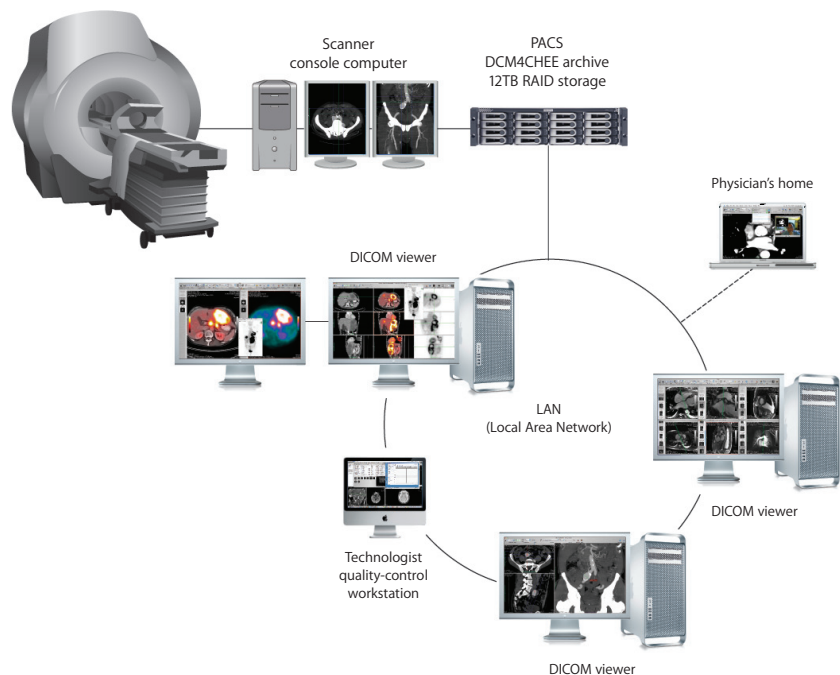 Scanner
console computer
PACS
DCM4CHEE archive
12TB RAID storage
Physician's home
DICOM viewer
LAN
(Local Area Network)
DICOM viewer
Technologist
quality-control
workstation
DICOM viewer